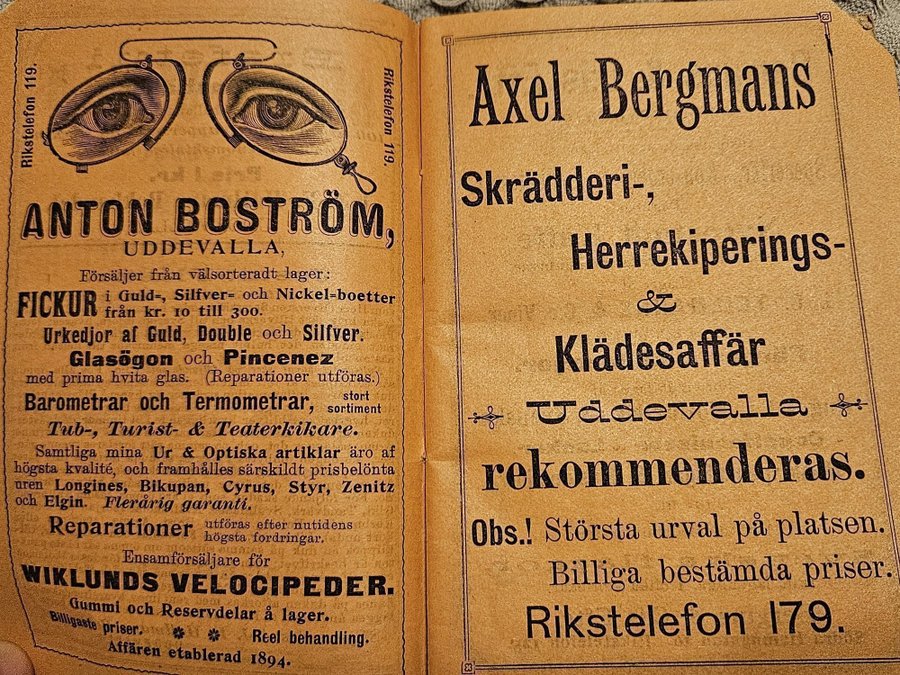 Rikstelefon 119.
Rikstelefon 119.
ANTON BOSTRÖM,
UDDEVALLA,
Försäljer från välsorteradt lager:
FICKUR i Guld-, Silfver- och Nickel-boetter
från kr. 10 till 300.
Urkedjor af Guld, Double och Silfver.
Glasögon och Pincenez
med prima hvita glas. (Reparationer utföras.)
Barometrar och Termometrar, stort
sortiment
Tub-, Turist- & Teaterkikare.
Samtliga mina Ur & Optiska artiklar äro af
högsta kvalité, och framhålles särskildt prisbelönta
uren Longines, Bikupan, Cyrus, Styr, Zenitz
och Elgin. Flerårig garanti.
Reparationer utföras efter nutidens
högsta fordringar.
Ensamförsäljare för
WIKLUNDS VELOCIPEDER.
Gummi och Reservdelar å lager.
Billigaste priser. Reel behandling.
Affären etablerad 1894.
Axel Bergmans
Skrädderi-,
Herrekiperings-
&
Klädesaffär
Uddevalla
rekommenderas.
Obs.! Största urval på platsen.
Billiga bestämda priser.
Rikstelefon 179.